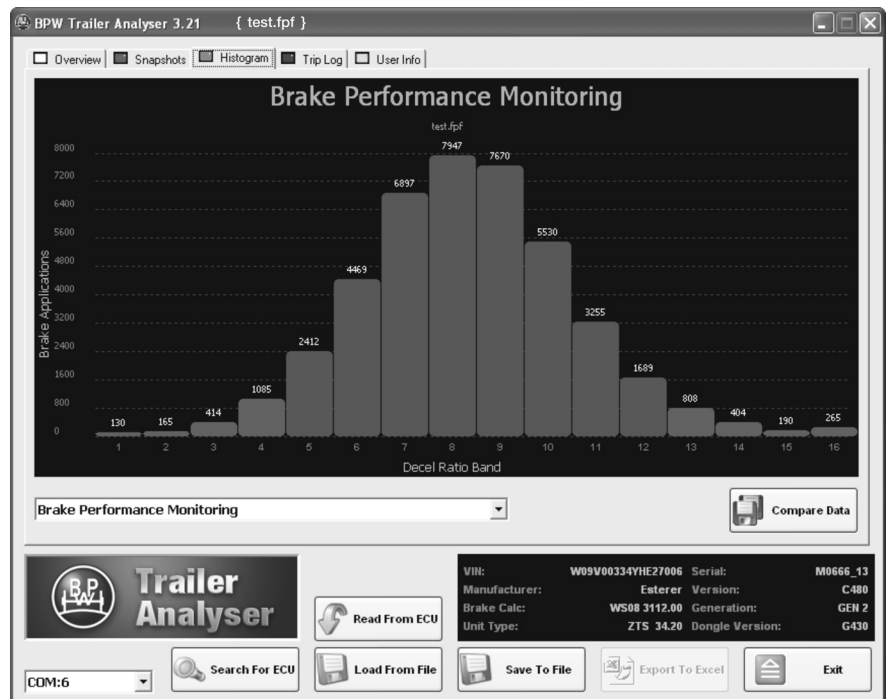 BPW Trailer Analyser 3.21 { test.fpf }
Overview Snapshots Histogram Trip Log User Info
Brake Performance Monitoring
test.fpf
Brake Applications
8000
7200
6400
5600
4800
4000
3200
2400
1600
800
0
130 165 414 1085 2412 4469 6897 7947 7670 5530 3255 1689 808 404 190 265
1 2 3 4 5 6 7 8 9 10 11 12 13 14 15 16
Decel Ratio Band
Brake Performance Monitoring
Compare Data
BPW
Trailer
Analyser
Read From ECU
VIN: W09V00334YHE27006 Serial: M0666_13
Manufacturer: Esterer Version: C480
Brake Calc: WS08 3112.00 Generation: GEN 2
Unit Type: ZTS 34.20 Dongle Version: G430
COM:6
Search For ECU
Load From File
Save To File
Export To Excel
Exit